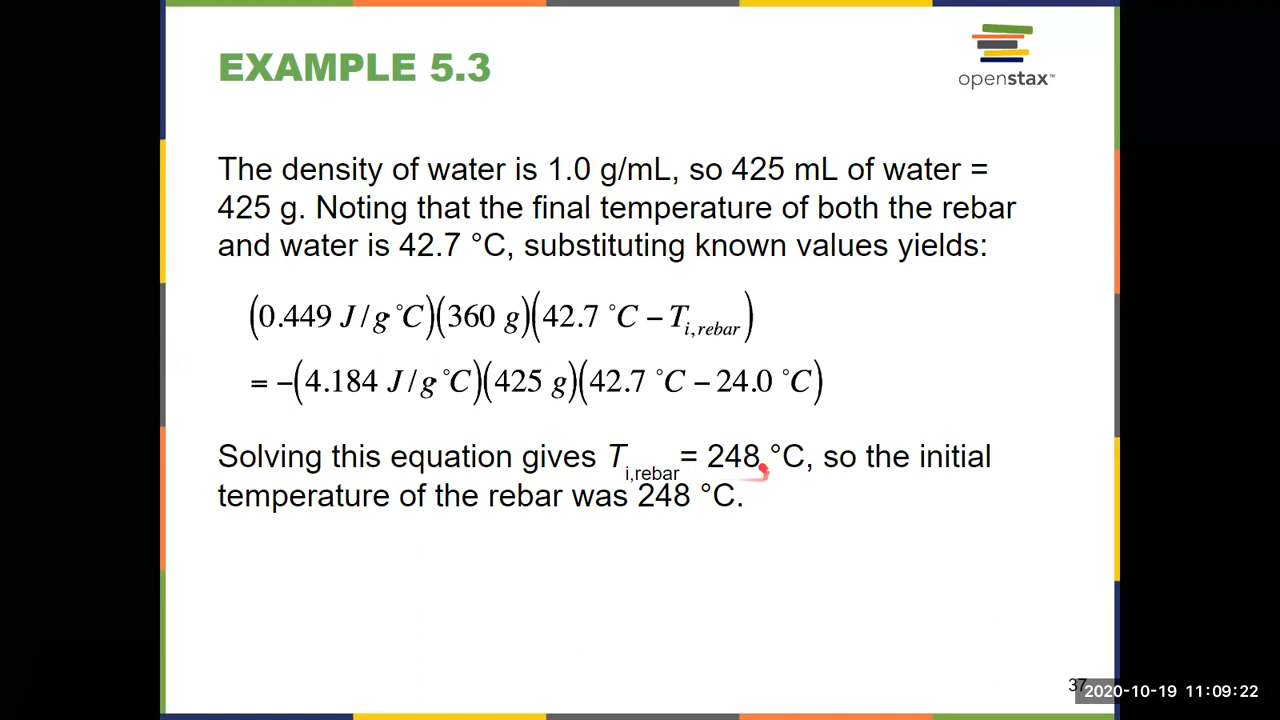 EXAMPLE 5.3
openstax™
The density of water is 1.0 g/mL, so 425 mL of water =
425 g. Noting that the final temperature of both the rebar
and water is 42.7 °C, substituting known values yields:
(0.449 J/g°C)(360 g)(42.7 °C − Ti,rebar)
= −(4.184 J/g°C)(425 g)(42.7 °C − 24.0 °C)
Solving this equation gives Ti,rebar= 248 °C, so the initial
temperature of the rebar was 248 °C.
37
2020-10-19 11:09:22